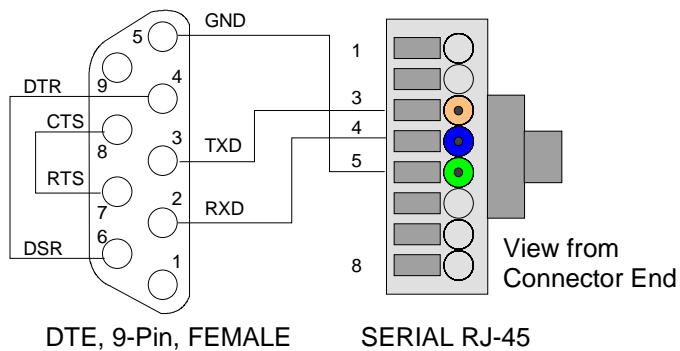 GND
5
1
9
4
DTR
3
CTS
8
3
TXD
4
RTS
5
7
2
RXD
6
DSR
1
8
View from
Connector End
DTE, 9-Pin, FEMALE
SERIAL RJ-45